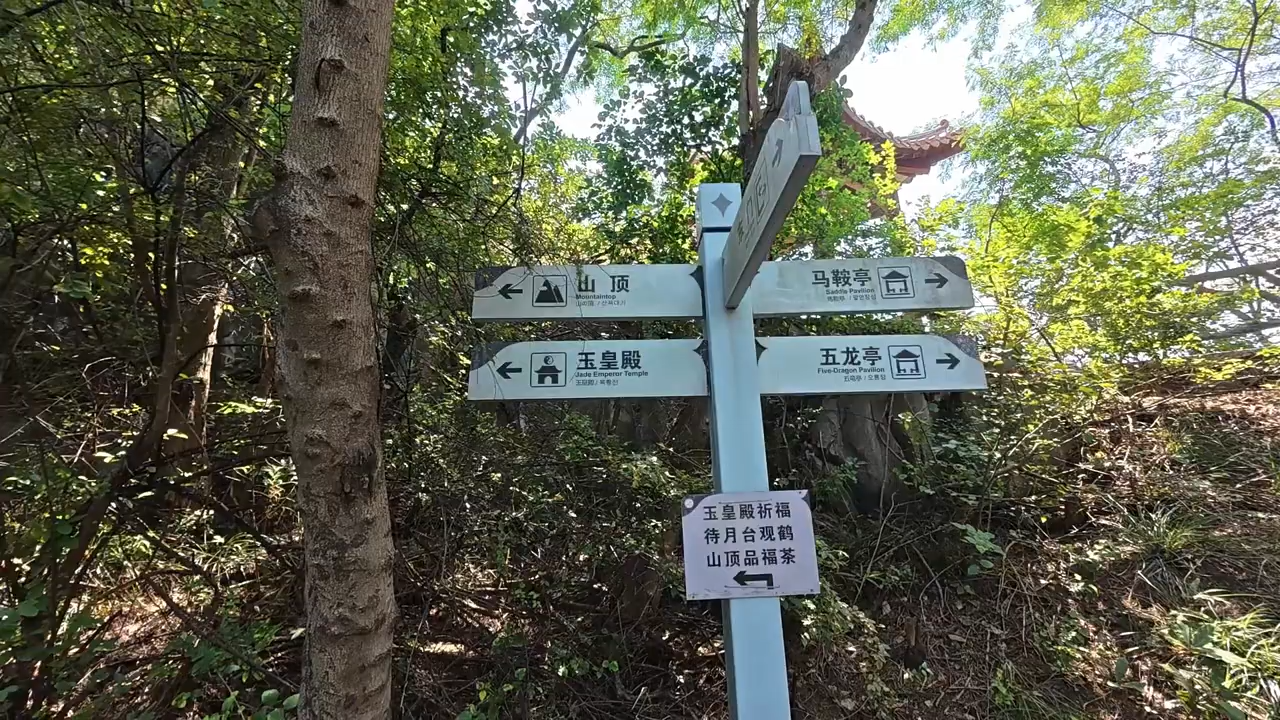 山顶
Mountaintop
马鞍亭
Saddle Pavilion
玉皇殿
Jade Emperor Temple
五龙亭
Five-Dragon Pavilion
玉皇殿祈福
待月台观鹤
山顶品福茶